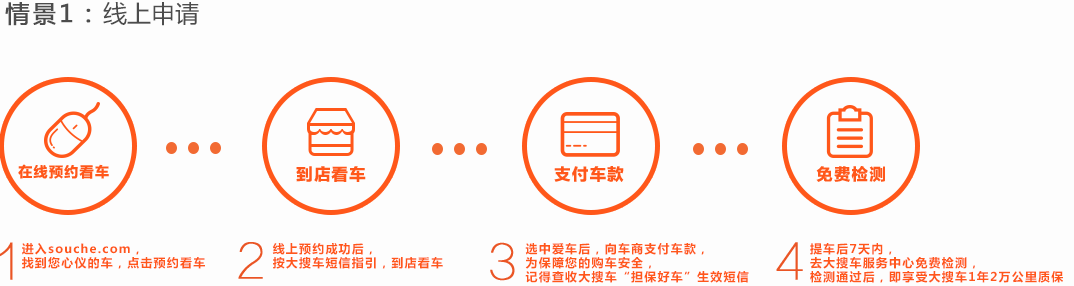 情景1：线上申请
在线预约看车
到店看车
支付车款
免费检测
1
进入souche.com，
找到您心仪的车，点击预约看车
2
线上预约成功后，
按大搜车短信指引，到店看车
3
选中爱车后，向车商支付车款，
为保障您的购车安全，
记得查收大搜车“担保好车”生效短信
4
提车后7天内，
去大搜车服务中心免费检测，
检测通过后，即享受大搜车1年2万公里质保